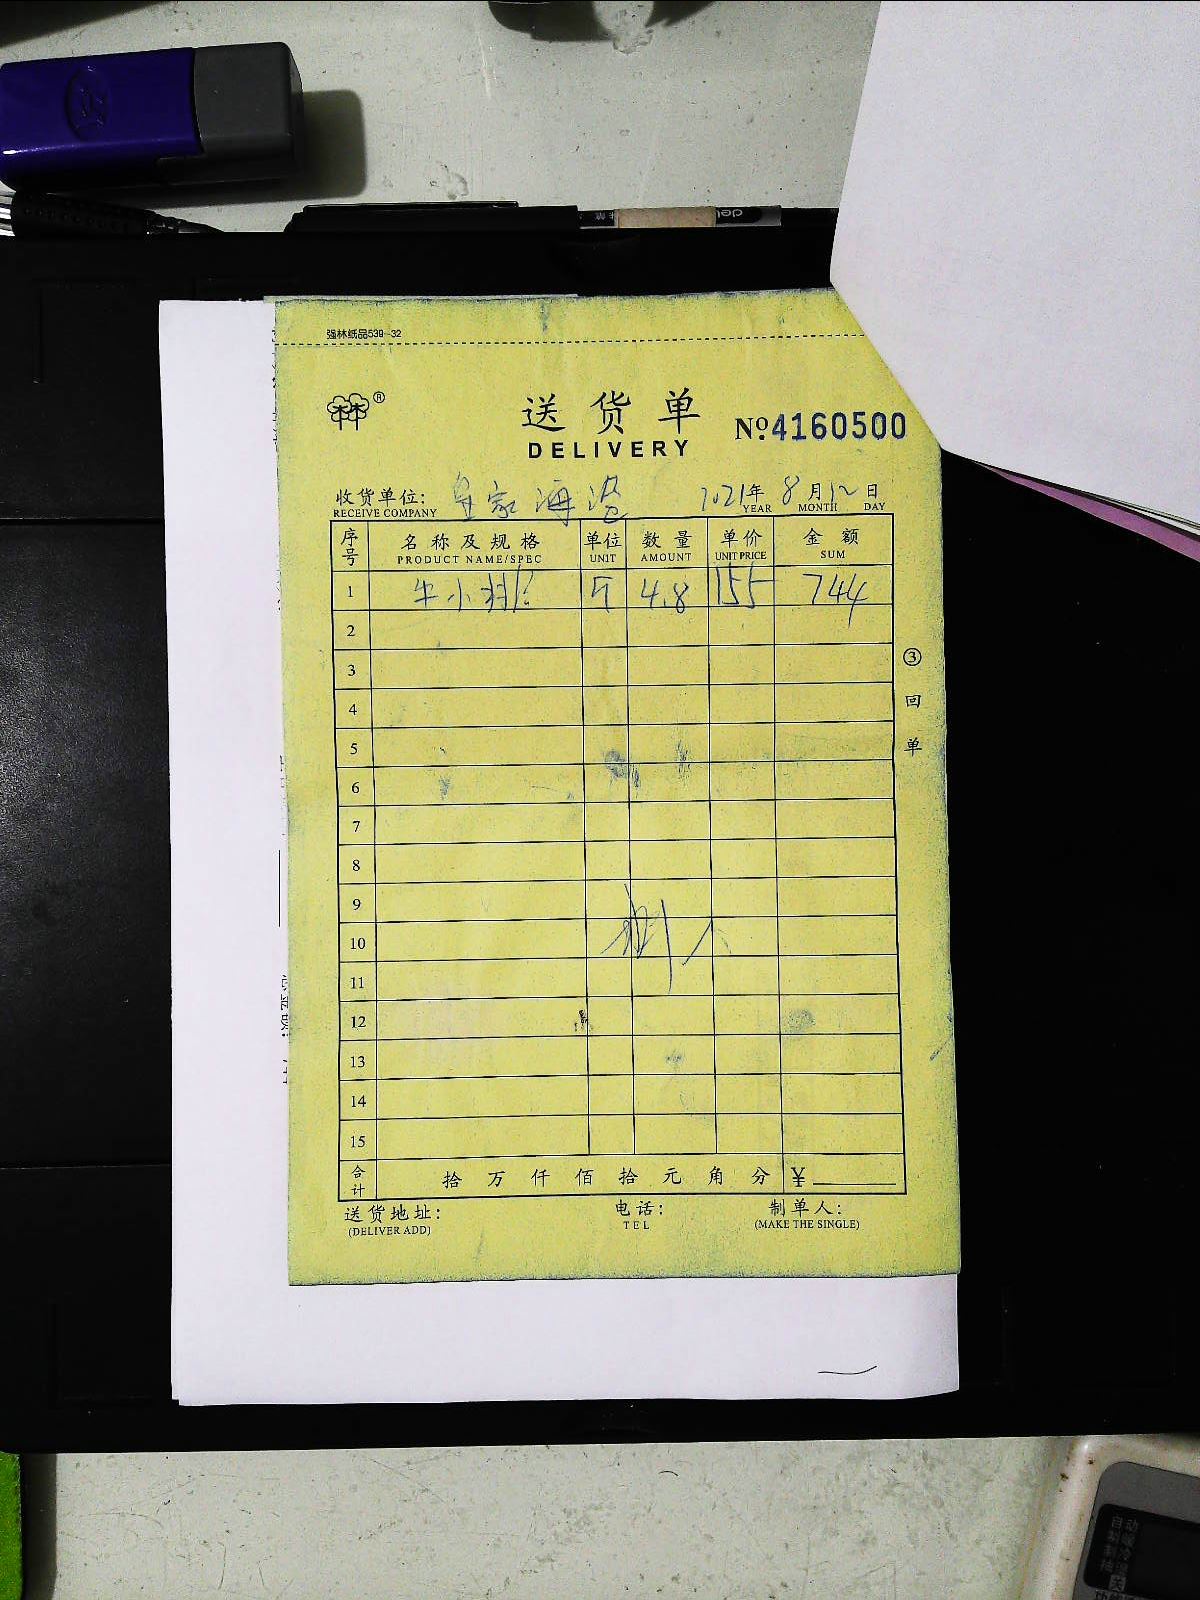 强林纸品538-32
林林®
送货单
DELIVERY
№4160500
收货单位: 皇家海港 2021年8月12日
RECEIVE COMPANY YEAR MONTH DAY
序号 名称及规格 单位 数量 单价 金额
PRODUCT NAME/SPEC UNIT AMOUNT UNIT PRICE SUM
1 牛小排 斤 4.8 155 744
2
3
4
5
6
7
8
9
10
11
12
13
14
15
③回单
合计 拾万仟佰拾元角分 ¥
送货地址: 电话: 制单人:
(DELIVER ADD) TEL (MAKE THE SINGLE)